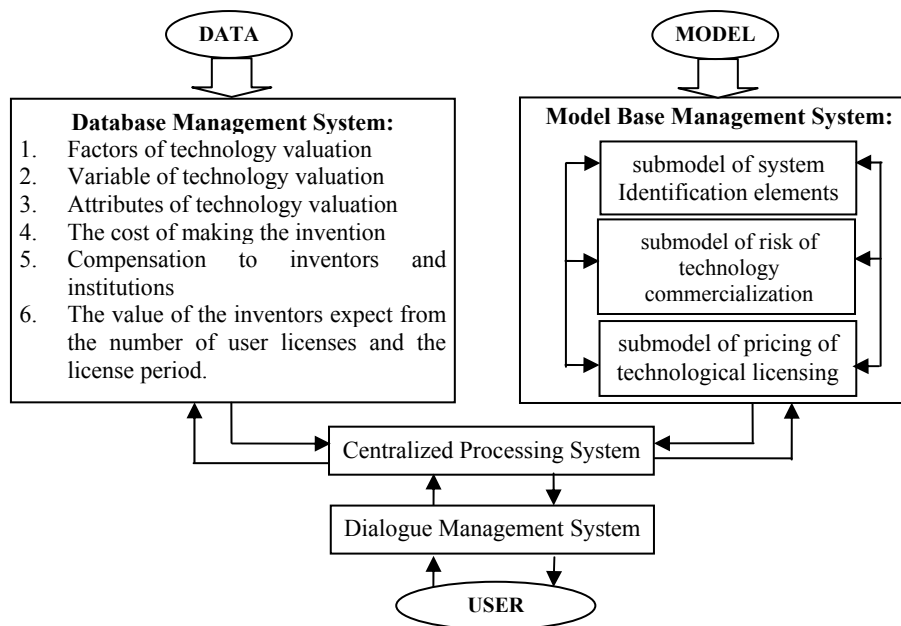 DATA
MODEL
Database Management System:
1. Factors of technology valuation
2. Variable of technology valuation
3. Attributes of technology valuation
4. The cost of making the invention
5. Compensation to inventors and
institutions
6. The value of the inventors expect from
the number of user licenses and the
license period.
Model Base Management System:
submodel of system
Identification elements
submodel of risk of
technology
commercialization
submodel of pricing of
technological licensing
Centralized Processing System
Dialogue Management System
USER